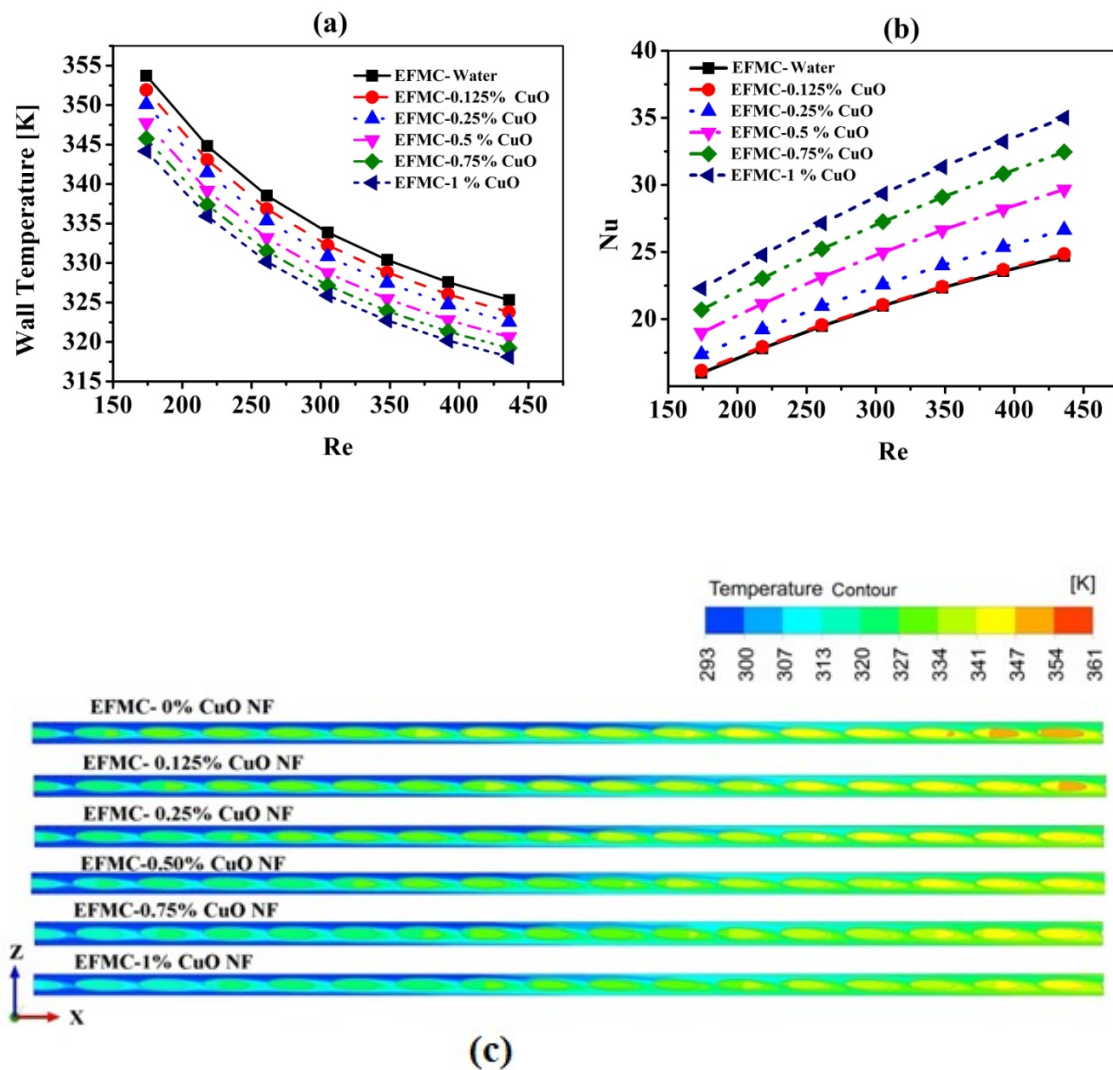 (a)
Wall Temperature [K]
355
350
345
340
335
330
325
320
315
150 200 250 300 350 400 450
Re
EFMC-Water
EFMC-0.125% CuO
EFMC-0.25% CuO
EFMC-0.5 % CuO
EFMC-0.75% CuO
EFMC-1 % CuO
(b)
Nu
40
35
30
25
20
150 200 250 300 350 400 450
Re
EFMC-Water
EFMC-0.125% CuO
EFMC-0.25% CuO
EFMC-0.5 % CuO
EFMC-0.75% CuO
EFMC-1 % CuO
Temperature Contour [K]
293 300 307 313 320 327 334 341 347 354 361
EFMC- 0% CuO NF
EFMC- 0.125% CuO NF
EFMC- 0.25% CuO NF
EFMC-0.50% CuO NF
EFMC-0.75% CuO NF
EFMC-1% CuO NF
Z
X
(c)